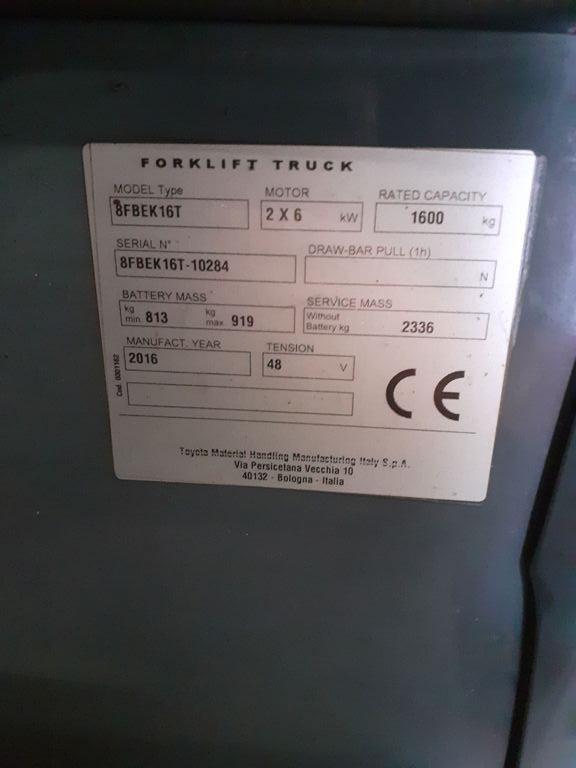 FORKLIFT TRUCK
MODEL Type MOTOR RATED CAPACITY
8FBEK16T 2 X 6 kW 1600 kg
SERIAL N° DRAW-BAR PULL (1h)
8FBEK16T-10284 N
BATTERY MASS SERVICE MASS
kg min. 813 kg max. 919 Without Battery kg 2336
MANUFACT. YEAR TENSION
2016 48 V
CE
Cod. 0001162
Toyota Material Handling Manufacturing Italy S.p.A.
Via Persicetana Vecchia 10
40132 - Bologna - Italia